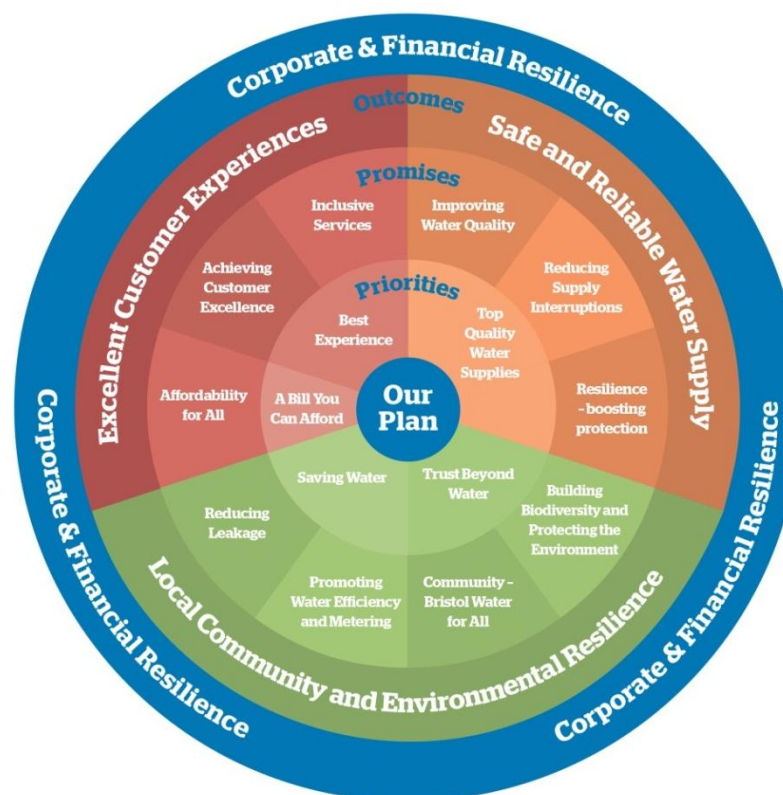 Corporate & Financial Resilience
Outcomes
Excellent Customer Experiences
Safe and Reliable Water Supply
Promises
Inclusive
Services
Improving
Water Quality
Achieving
Customer
Excellence
Reducing
Supply
Interruptions
Priorities
Best
Experience
Top
Quality
Water
Supplies
Affordability
for All
A Bill You
Can Afford
Our
Plan
Resilience
– boosting
protection
Saving Water
Trust Beyond
Water
Reducing
Leakage
Building
Biodiversity and
Protecting the
Environment
Promoting
Water Efficiency
and Metering
Community –
Bristol Water
for All
Local Community and Environmental Resilience
Corporate & Financial Resilience
Corporate & Financial Resilience